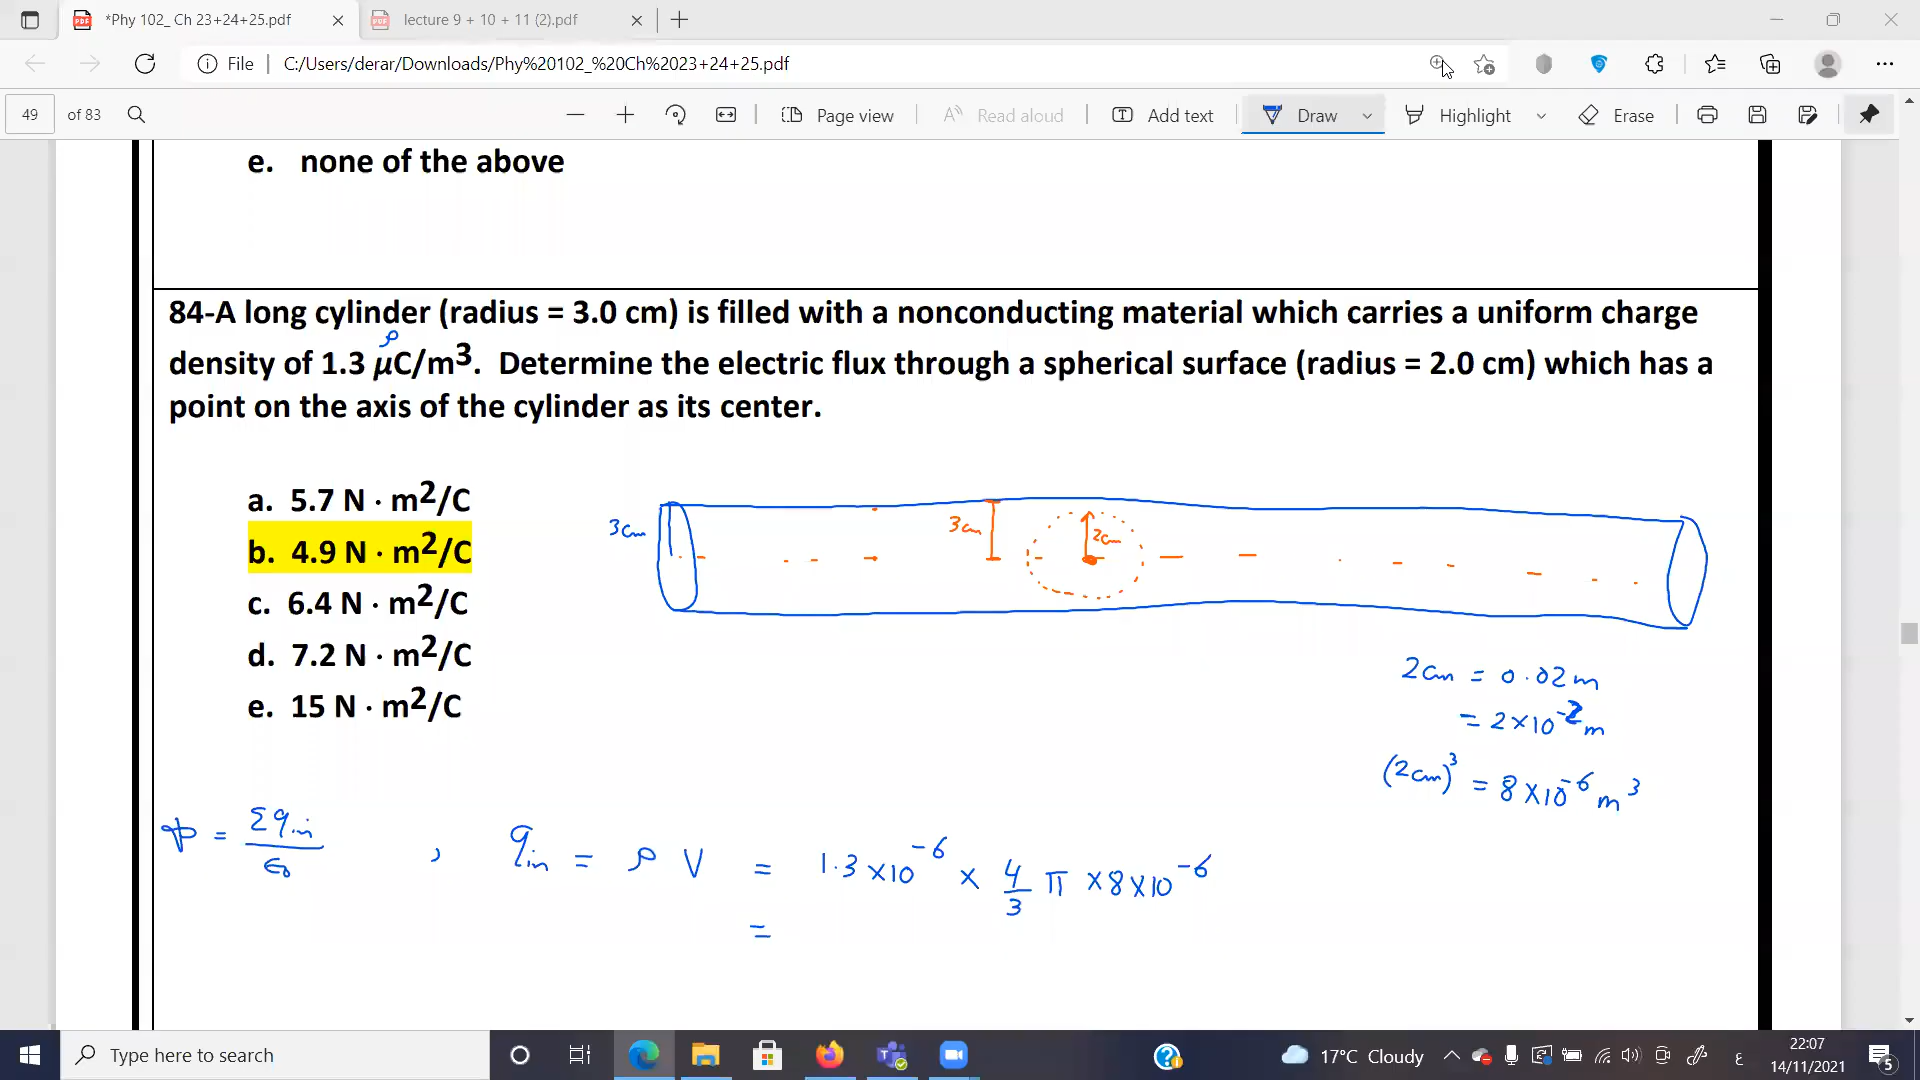 *Phy 102_ Ch 23+24+25.pdf
lecture 9 + 10 + 11 (2).pdf
File
C:/Users/derar/Downloads/Phy%20102_%20Ch%2023+24+25.pdf
49 of 83
Page view
Read aloud
Add text
Draw
Highlight
Erase
e. none of the above
84-A long cylinder (radius = 3.0 cm) is filled with a nonconducting material which carries a uniform charge
ρ
density of 1.3 μC/m3. Determine the electric flux through a spherical surface (radius = 2.0 cm) which has a
point on the axis of the cylinder as its center.
a. 5.7 N · m2/C
b. 4.9 N · m2/C
c. 6.4 N · m2/C
d. 7.2 N · m2/C
e. 15 N · m2/C
3cm
3cm
2cm
2cm = 0.02m
= 2×10-2 m
(2cm)3 = 8×10-6 m3
Φ = Σqin/ε0 , qin = ρ V = 1.3×10-6 × 4/3 π ×8×10-6
=
Type here to search
17°C Cloudy
ع
22:07
14/11/2021
5